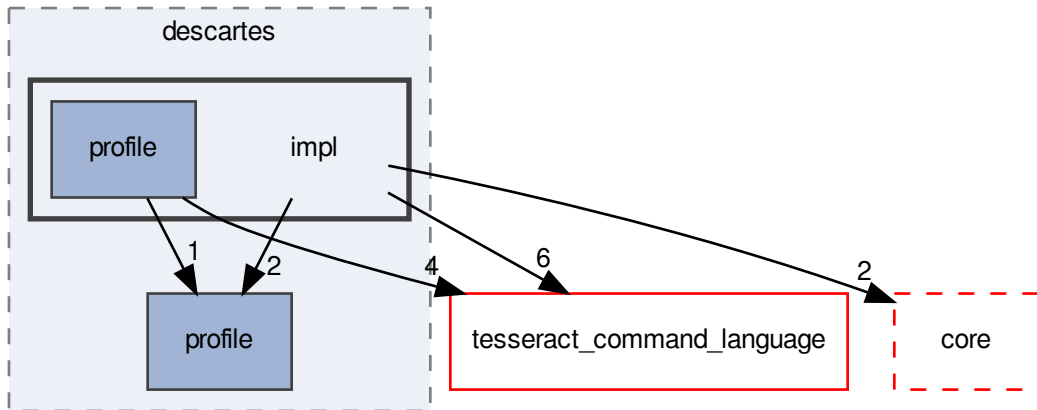 descartes
profile
impl
1
2
4
6
2
profile
tesseract_command_language
core